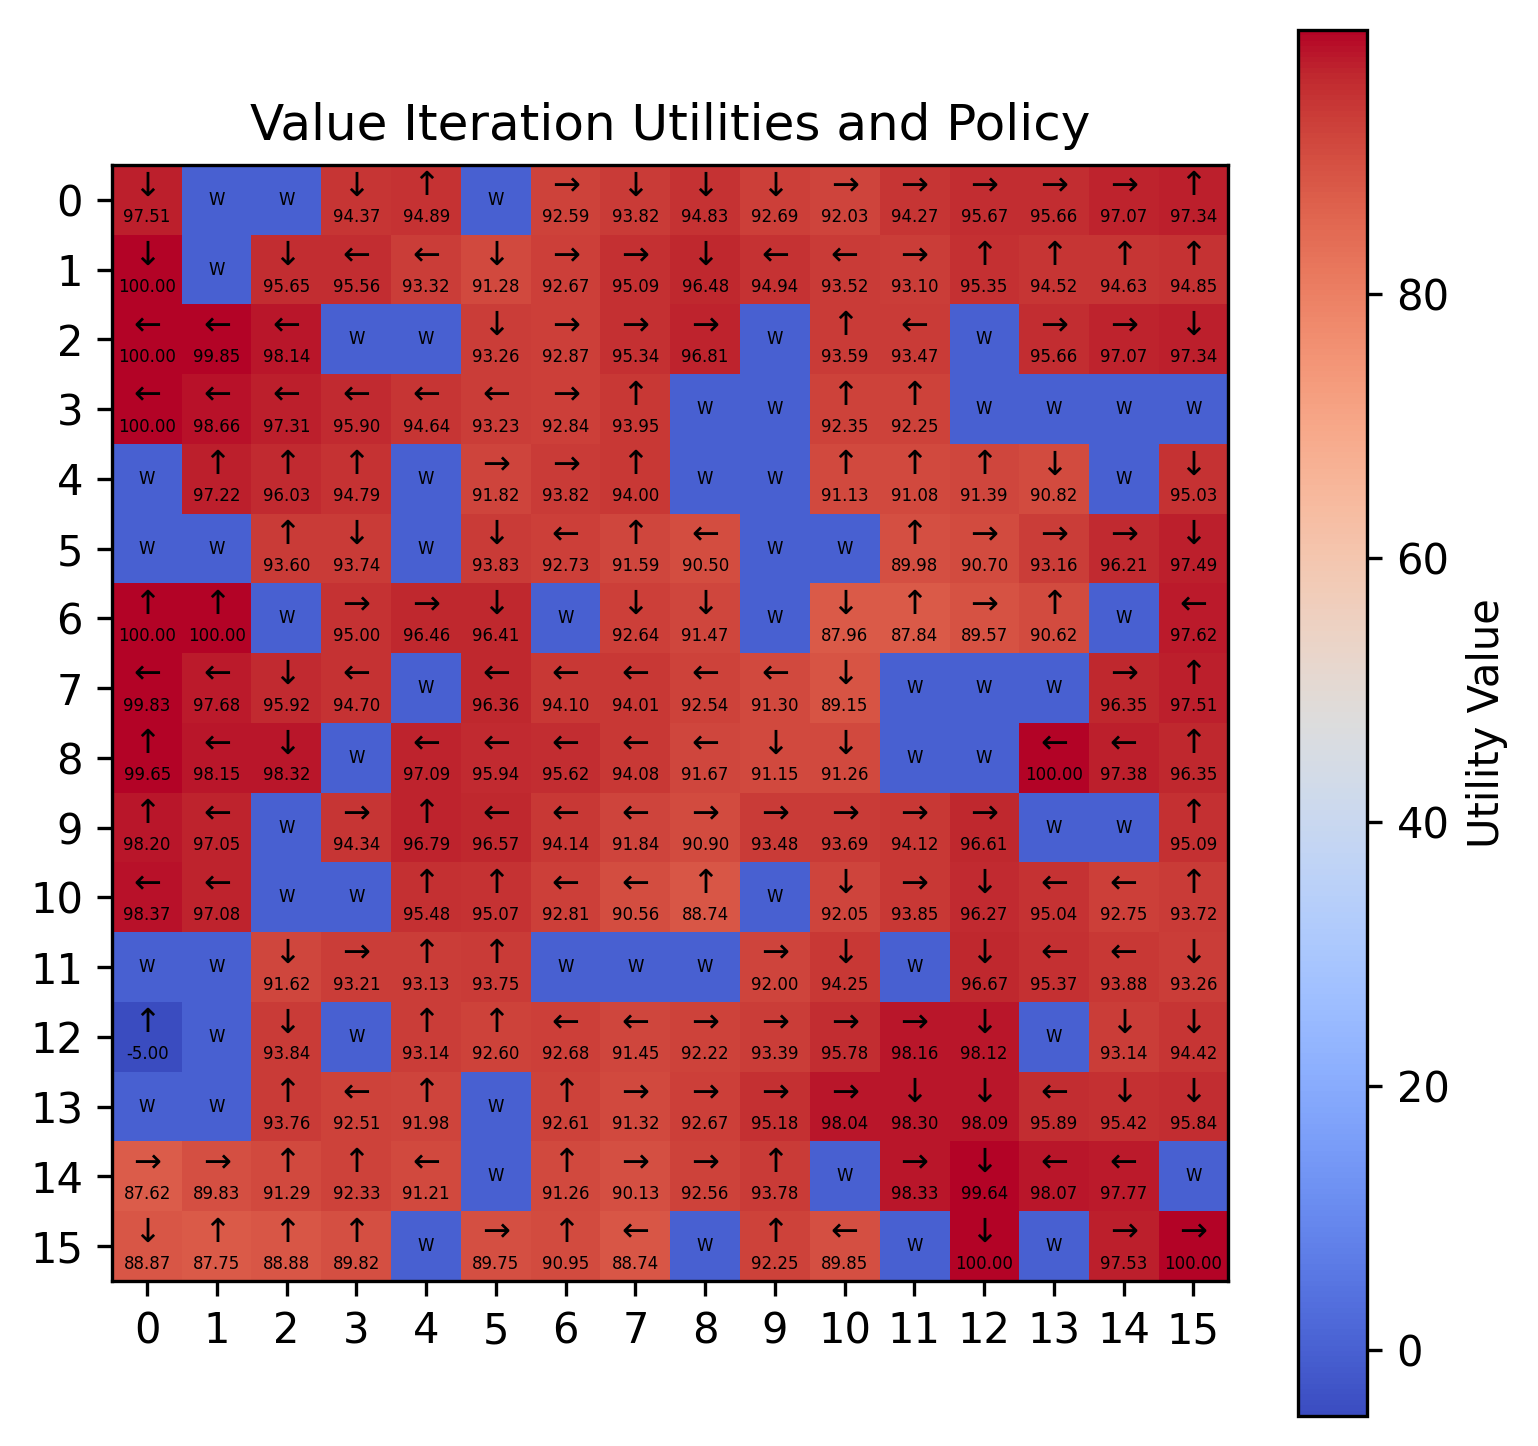 Value Iteration Utilities and Policy
0 ↓ W W ↓ ↑ W → ↓ ↓ ↓ → → → → → ↑
97.51 94.37 94.89 92.59 93.82 94.83 92.69 92.03 94.27 95.67 95.66 97.07 97.34
1 ↓ W ↓ ← ← ↓ → → ↓ ← ← → ↑ ↑ ↑ ↑
100.00 95.65 95.56 93.32 91.28 92.67 95.09 96.48 94.94 93.52 93.10 95.35 94.52 94.63 94.85
2 ← ← ← W W ↓ → → → W ↑ ← W → → ↓
100.00 99.85 98.14 93.26 92.87 95.34 96.81 93.59 93.47 95.66 97.07 97.34
3 ← ← ← ← ← ← → ↑ W W ↑ ↑ W W W W
100.00 98.66 97.31 95.90 94.64 93.23 92.84 93.95 92.35 92.25
4 W ↑ ↑ ↑ W → → ↑ W W ↑ ↑ ↑ ↓ W ↓
97.22 96.03 94.79 91.82 93.82 94.00 91.13 91.08 91.39 90.82 95.03
5 W W ↑ ↓ W ↓ ← ↑ ← W W ↑ → → → ↓
93.60 93.74 93.83 92.73 91.59 90.50 89.98 90.70 93.16 96.21 97.49
6 ↑ ↑ W → → ↓ W ↓ ↓ W ↓ ↑ → ↑ W ←
100.00 100.00 95.00 96.46 96.41 92.64 91.47 87.96 87.84 89.57 90.62 97.62
7 ← ← ↓ ← W ← ← ← ← ← ↓ W W W → ↑
99.83 97.68 95.92 94.70 96.36 94.10 94.01 92.54 91.30 89.15 96.35 97.51
8 ↑ ← ↓ W ← ← ← ← ← ↓ ↓ W W ← ← ↑
99.65 98.15 98.32 97.09 95.94 95.62 94.08 91.67 91.15 91.26 100.00 97.38 96.35
9 ↑ ← W → ↑ ← ← ← → → → → → W W ↑
98.20 97.05 94.34 96.79 96.57 94.14 91.84 90.90 93.48 93.69 94.12 96.61 95.09
10 ← ← W W ↑ ↑ ← ← ↑ W ↓ → ↓ ← ← ↑
98.37 97.08 95.48 95.07 92.81 90.56 88.74 92.05 93.85 96.27 95.04 92.75 93.72
11 W W ↓ → ↑ ↑ W W W → ↓ W ↓ ← ← ↓
91.62 93.21 93.13 93.75 92.00 94.25 96.67 95.37 93.88 93.26
12 ↑ W ↓ W ↑ ↑ ← ← → → → → ↓ W ↓ ↓
-5.00 93.84 93.14 92.60 92.68 91.45 92.22 93.39 95.78 98.16 98.12 93.14 94.42
13 W W ↑ ← ↑ W ↑ → → → → ↓ ↓ ← ↓ ↓
93.76 92.51 91.98 92.61 91.32 92.67 95.18 98.04 98.30 98.09 95.89 95.42 95.84
14 → → ↑ ↑ ← W ↑ → → ↑ W → ↓ ← ← W
87.62 89.83 91.29 92.33 91.21 91.26 90.13 92.56 93.78 98.33 99.64 98.07 97.77
15 ↓ ↑ ↑ ↑ W → ↑ ← W ↑ ← W ↓ W → →
88.87 87.75 88.88 89.82 89.75 90.95 88.74 92.25 89.85 100.00 97.53 100.00
0 1 2 3 4 5 6 7 8 9 10 11 12 13 14 15
80
60
40
20
0
Utility Value